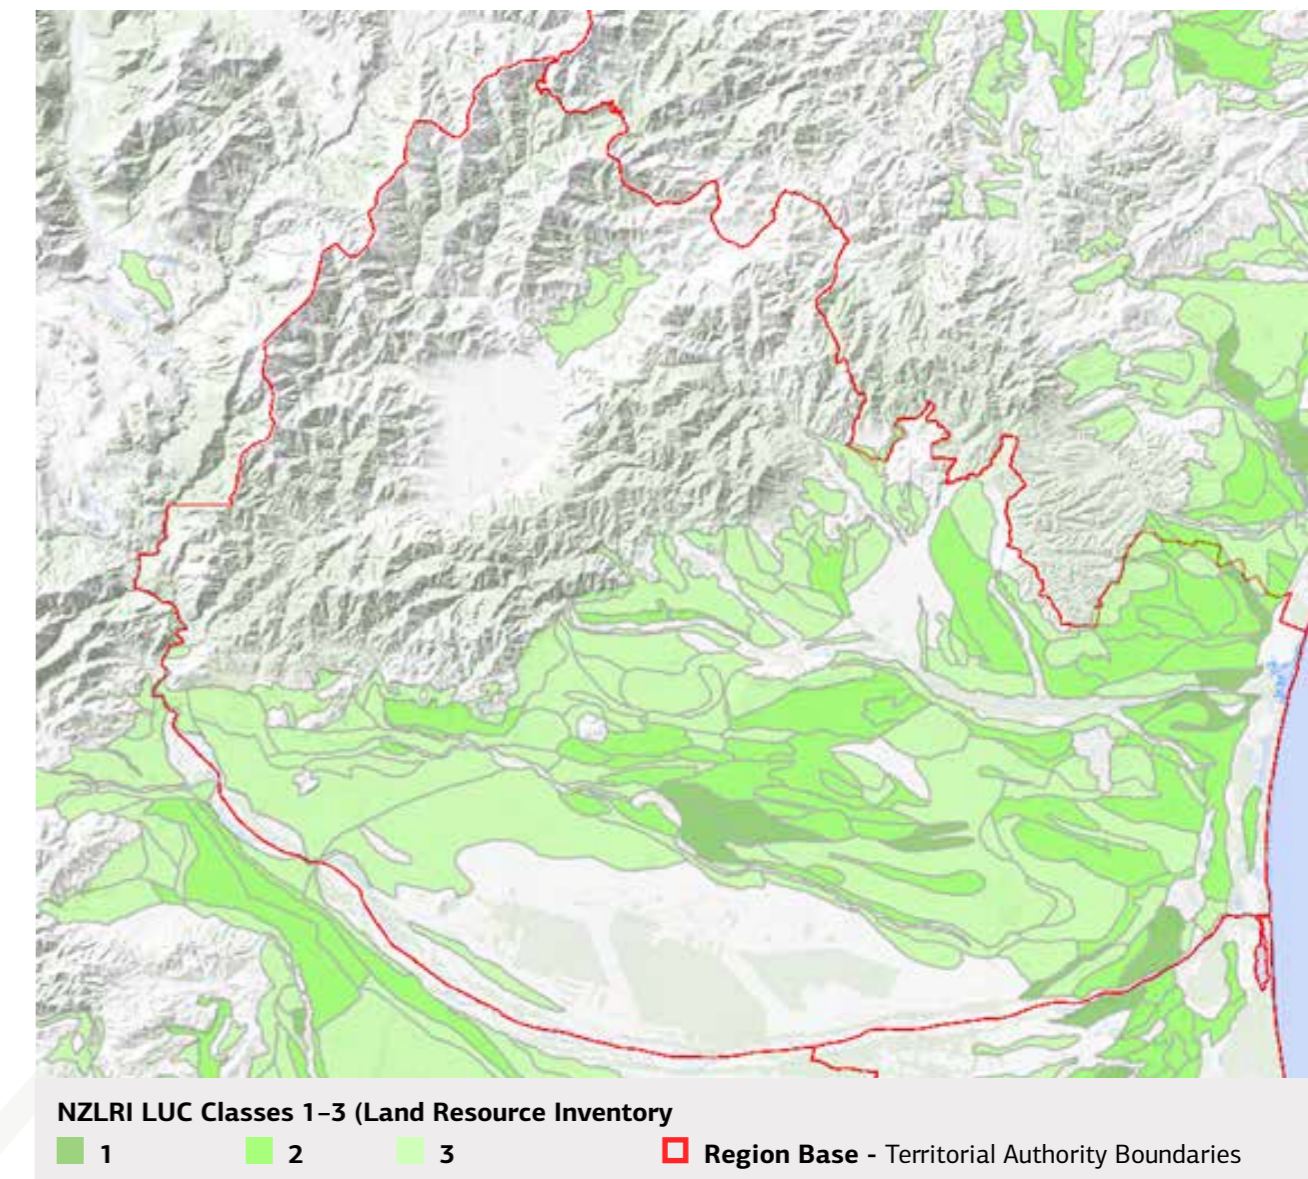 NZLRI LUC Classes 1–3 (Land Resource Inventory
1 2 3 Region Base - Territorial Authority Boundaries